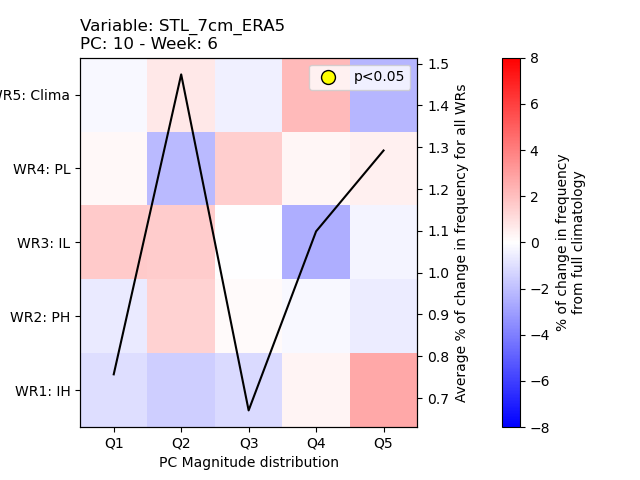 Variable: STL_7cm_ERA5
PC: 10 - Week: 6
WR5: Clima
WR4: PL
WR3: IL
WR2: PH
WR1: IH
p<0.05
Q1 Q2 Q3 Q4 Q5
PC Magnitude distribution
1.5
1.4
1.3
1.2
1.1
1.0
0.9
0.8
0.7
Average % of change in frequency for all WRs
8
6
4
2
0
−2
−4
−6
−8
% of change in frequency
from full climatology